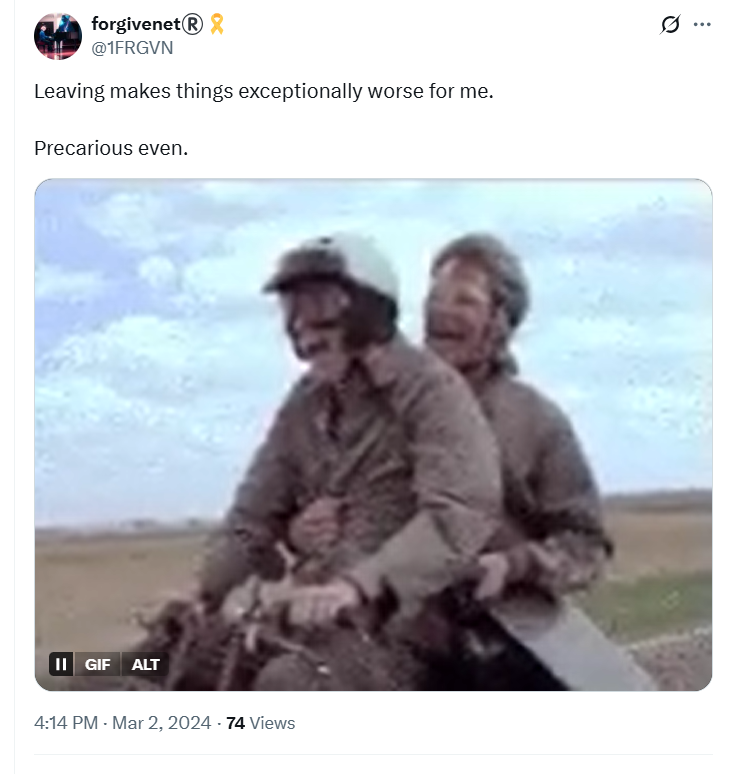 forgivenet®🎗
@1FRGVN
Leaving makes things exceptionally worse for me.
Precarious even.
GIF ALT
4:14 PM · Mar 2, 2024 · 74 Views